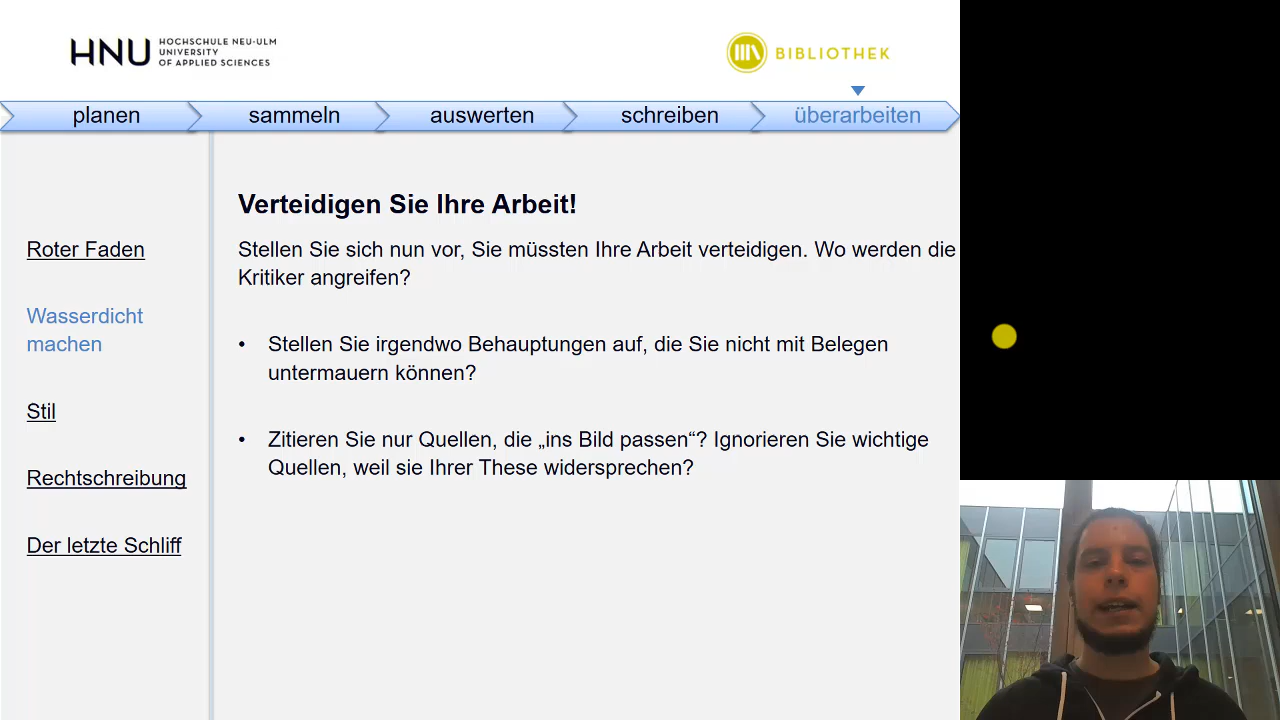 HNU HOCHSCHULE NEU-ULM
UNIVERSITY
OF APPLIED SCIENCES
BIBLIOTHEK
planen
sammeln
auswerten
schreiben
überarbeiten
Roter Faden
Wasserdicht
machen
Stil
Rechtschreibung
Der letzte Schliff
Verteidigen Sie Ihre Arbeit!
Stellen Sie sich nun vor, Sie müssten Ihre Arbeit verteidigen. Wo werden die
Kritiker angreifen?
• Stellen Sie irgendwo Behauptungen auf, die Sie nicht mit Belegen
untermauern können?
• Zitieren Sie nur Quellen, die „ins Bild passen“? Ignorieren Sie wichtige
Quellen, weil sie Ihrer These widersprechen?